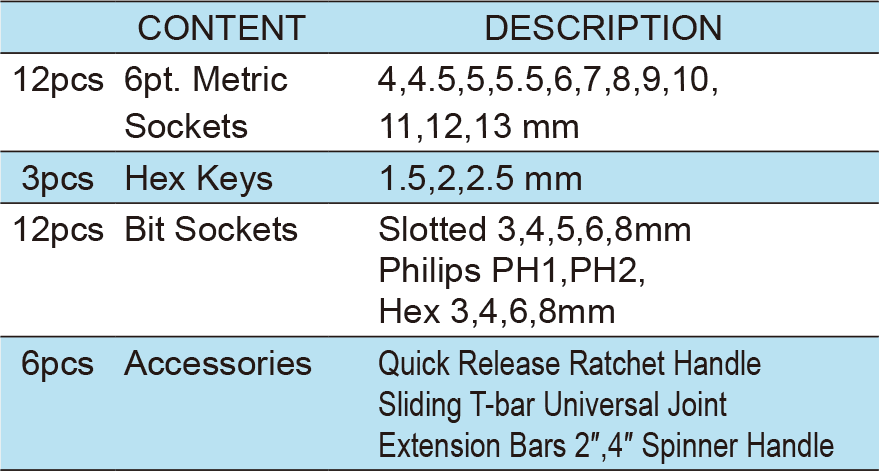 CONTENT DESCRIPTION
12pcs 6pt. Metric 4,4.5,5,5.5,6,7,8,9,10,
Sockets 11,12,13 mm
3pcs Hex Keys 1.5,2,2.5 mm
12pcs Bit Sockets Slotted 3,4,5,6,8mm
Philips PH1,PH2,
Hex 3,4,6,8mm
6pcs Accessories Quick Release Ratchet Handle
Sliding T-bar Universal Joint
Extension Bars 2″,4″ Spinner Handle